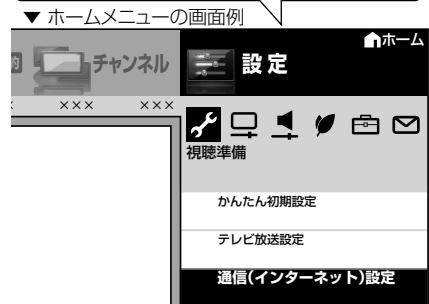 ▼ ホームメニューの画面例
ホーム
的 チャンネル 設定
××× ×××
視聴準備
かんたん初期設定
テレビ放送設定
通信(インターネット)設定